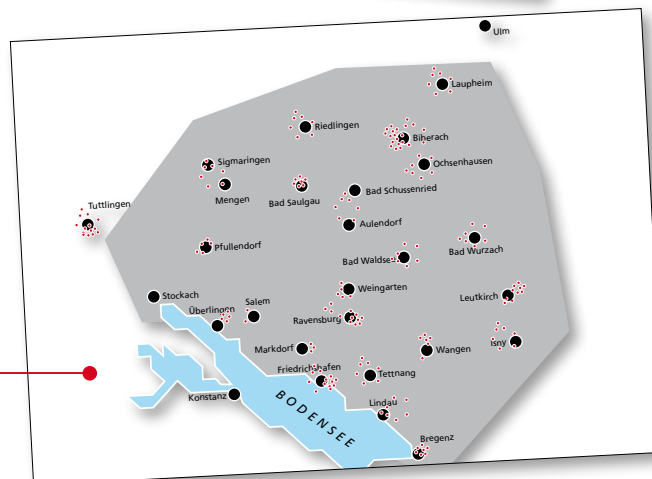 Ulm
Laupheim
Riedlingen
Biberach
Sigmaringen
Ochsenhausen
Mengen
Bad Saulgau
Bad Schussenried
Tuttlingen
Aulendorf
Pfullendorf
Bad Waldsee
Bad Wurzach
Stockach
Weingarten
Leutkirch
Überlingen
Salem
Ravensburg
Isny
Markdorf
Wangen
Friedrichshafen
Tettnang
Konstanz
BODENSEE
Lindau
Bregenz